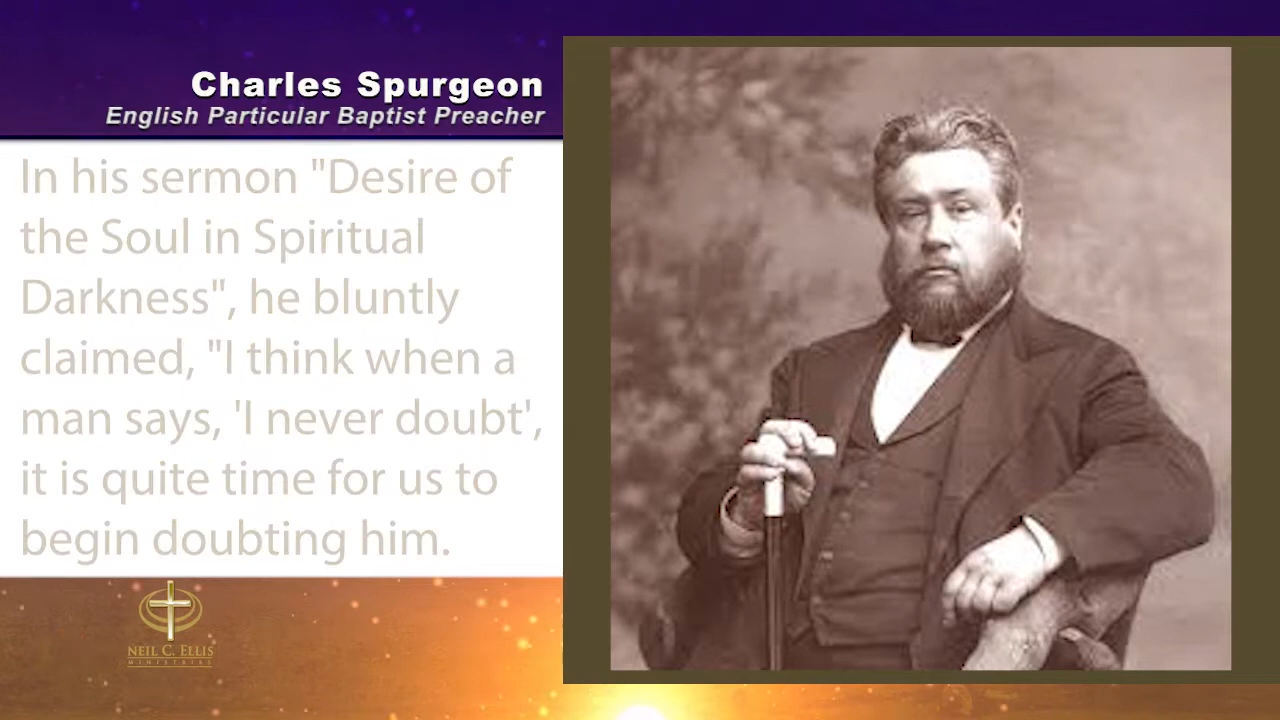 Charles Spurgeon
English Particular Baptist Preacher
In his sermon "Desire of
the Soul in Spiritual
Darkness", he bluntly
claimed, "I think when a
man says, 'I never doubt',
it is quite time for us to
begin doubting him.
NEIL C. ELLIS
MINISTRIES